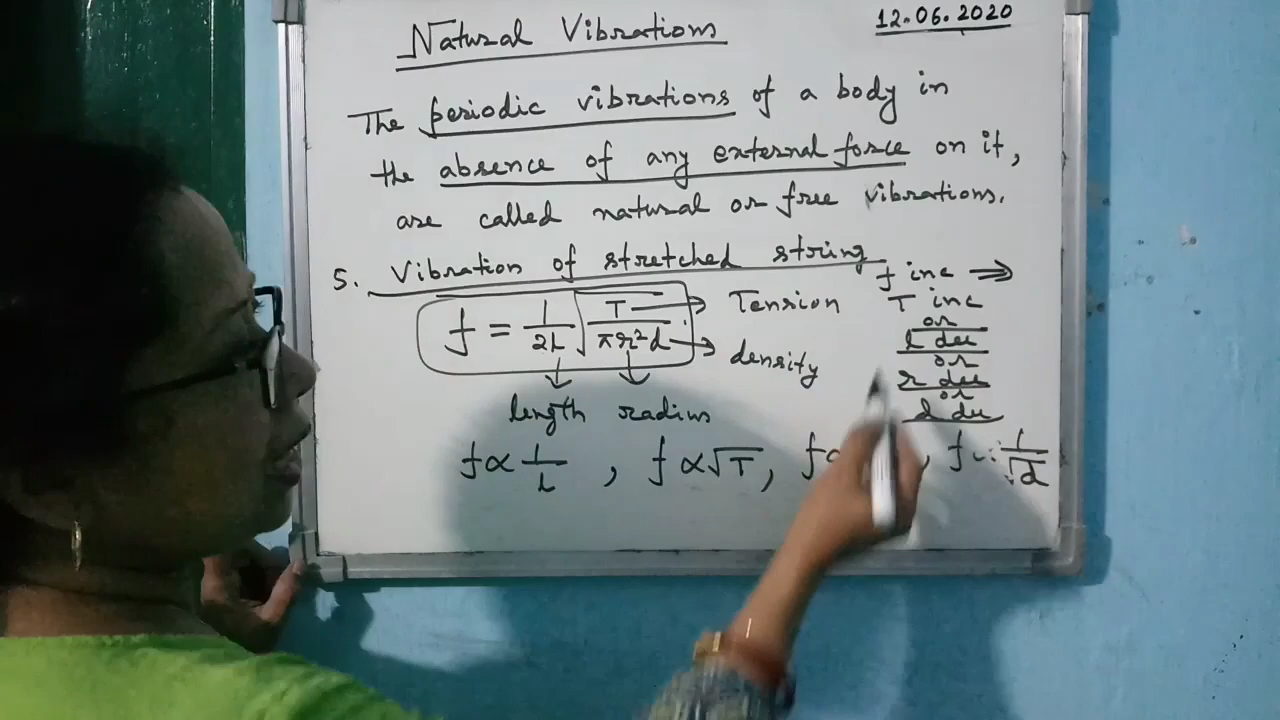 Natural Vibrations
12.06.2020
The periodic vibrations of a body in
the absence of any external force on it,
are called natural or free vibrations.
5. Vibration of stretched string
f = 1/2L √(T/πr²d)
Tension
density
length radius
f inc ⇒
T inc
or
l dec
or
r dec
or
d dec
f ∝ 1/L , f ∝ √T, f ∝ , f 1/√d